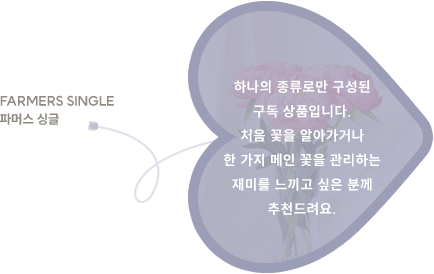 FARMERS SINGLE
파머스 싱글
하나의 종류로만 구성된
구독 상품입니다.
처음 꽃을 알아가거나
한 가지 메인 꽃을 관리하는
재미를 느끼고 싶은 분께
추천드려요.